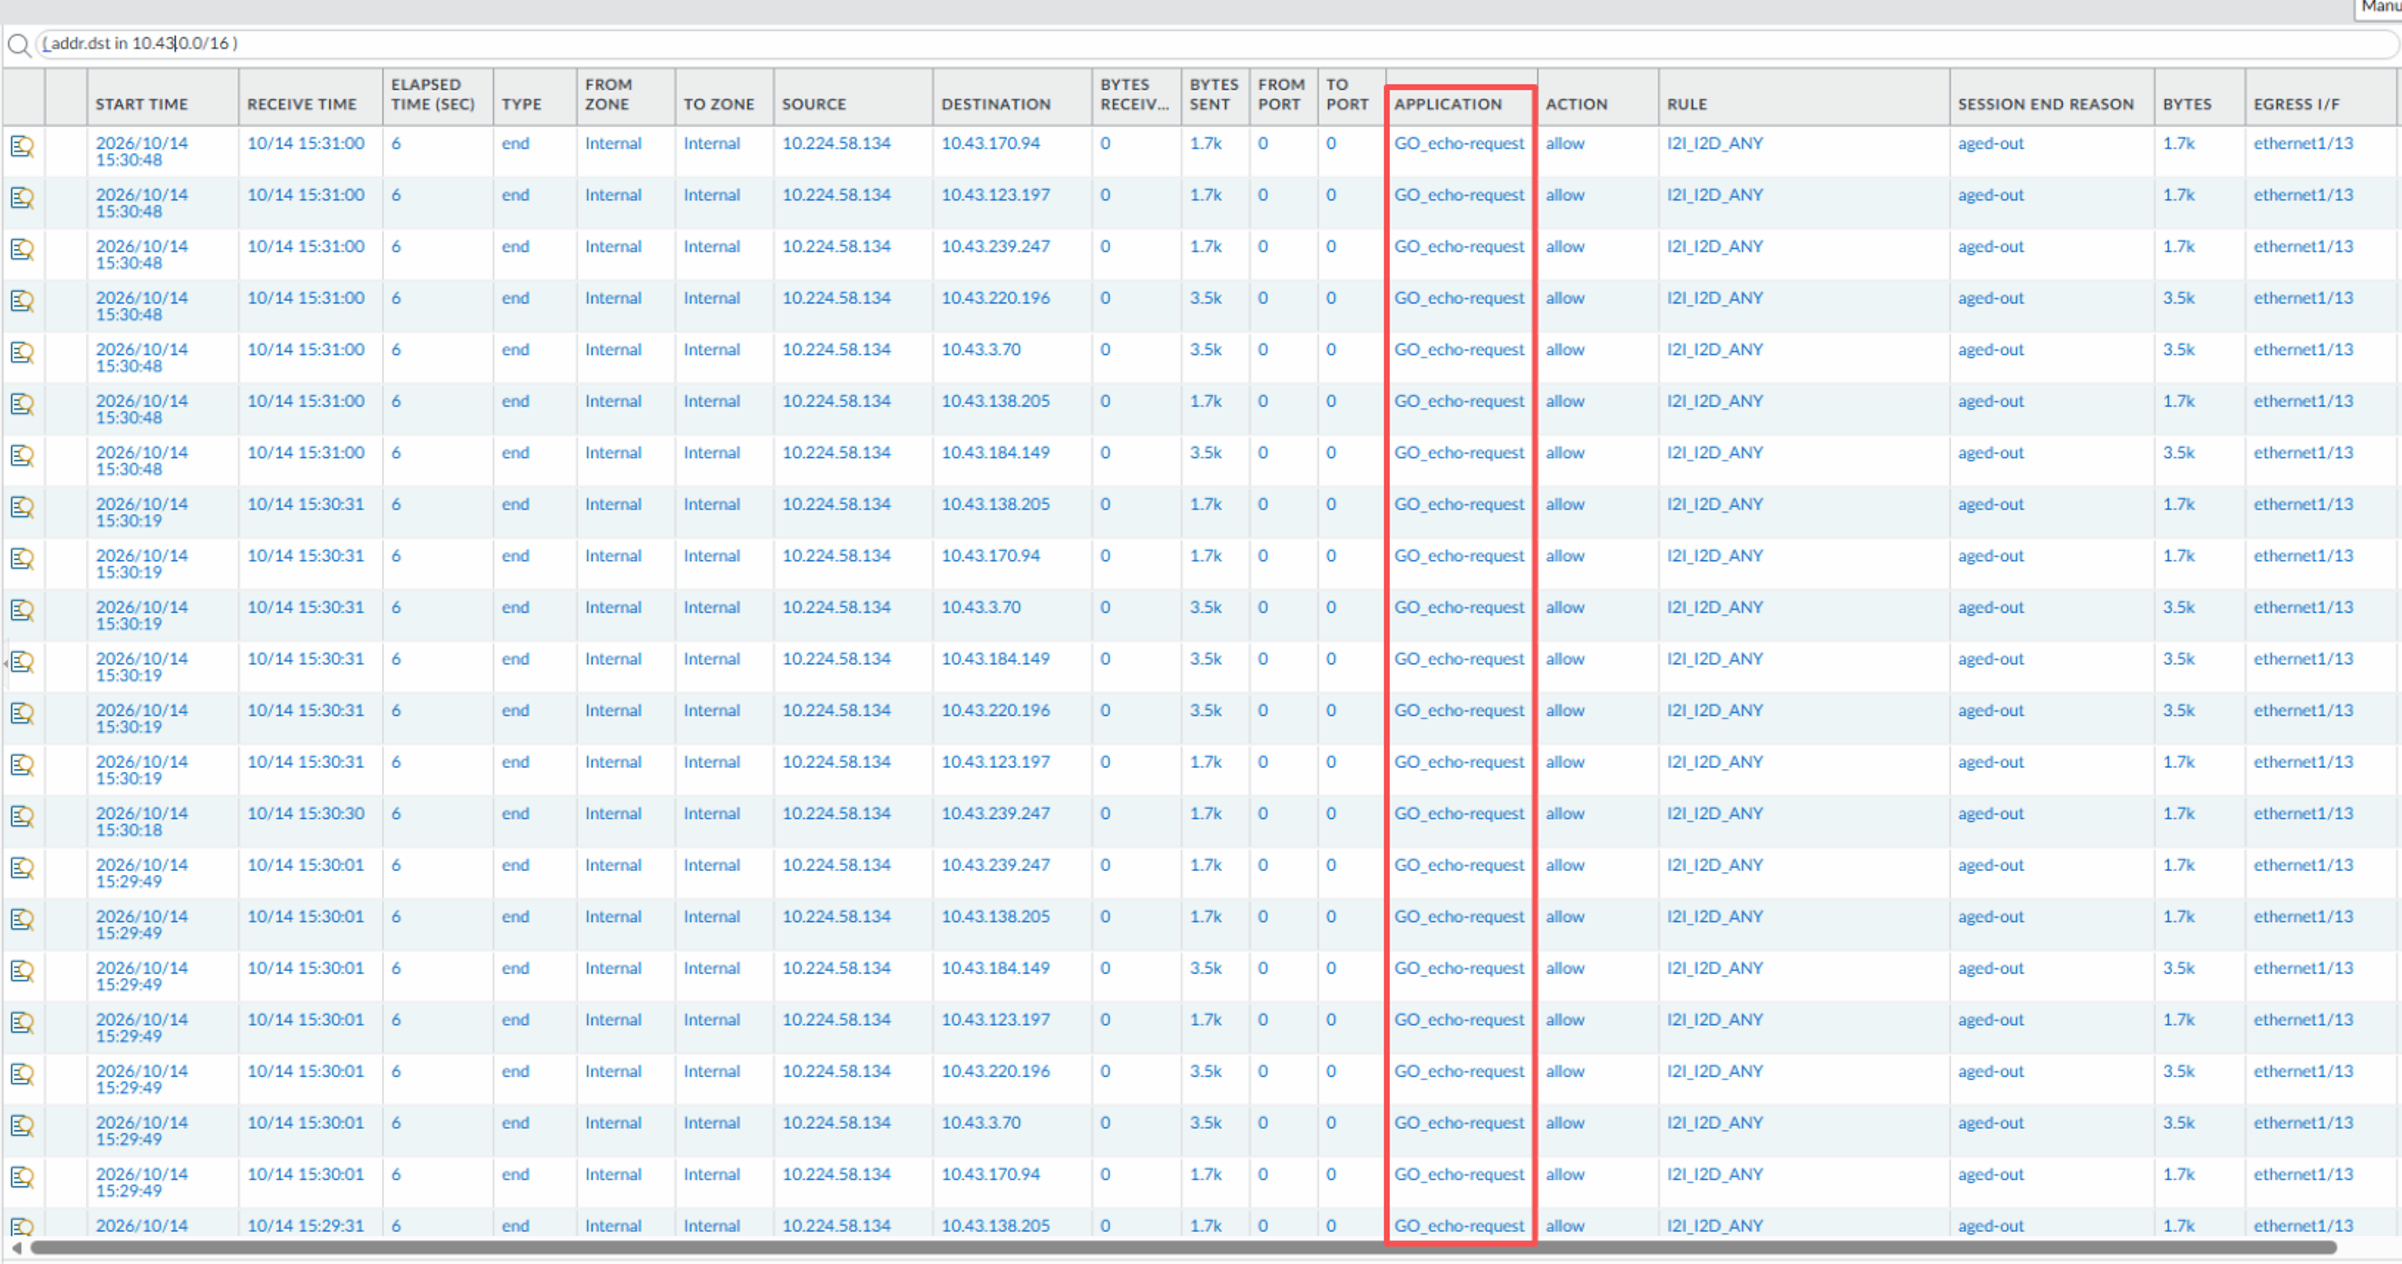 Manu
( addr.dst in 10.43.0.0/16 )
START TIME RECEIVE TIME ELAPSED TIME (SEC) TYPE FROM ZONE TO ZONE SOURCE DESTINATION BYTES RECEIV... BYTES SENT FROM PORT TO PORT APPLICATION ACTION RULE SESSION END REASON BYTES EGRESS I/F
2026/10/14 15:30:48 10/14 15:31:00 6 end Internal Internal 10.224.58.134 10.43.170.94 0 1.7k 0 0 GO_echo-request allow I2I_I2D_ANY aged-out 1.7k ethernet1/13
2026/10/14 15:30:48 10/14 15:31:00 6 end Internal Internal 10.224.58.134 10.43.123.197 0 1.7k 0 0 GO_echo-request allow I2I_I2D_ANY aged-out 1.7k ethernet1/13
2026/10/14 15:30:48 10/14 15:31:00 6 end Internal Internal 10.224.58.134 10.43.239.247 0 1.7k 0 0 GO_echo-request allow I2I_I2D_ANY aged-out 1.7k ethernet1/13
2026/10/14 15:30:48 10/14 15:31:00 6 end Internal Internal 10.224.58.134 10.43.220.196 0 3.5k 0 0 GO_echo-request allow I2I_I2D_ANY aged-out 3.5k ethernet1/13
2026/10/14 15:30:48 10/14 15:31:00 6 end Internal Internal 10.224.58.134 10.43.3.70 0 3.5k 0 0 GO_echo-request allow I2I_I2D_ANY aged-out 3.5k ethernet1/13
2026/10/14 15:30:48 10/14 15:31:00 6 end Internal Internal 10.224.58.134 10.43.138.205 0 1.7k 0 0 GO_echo-request allow I2I_I2D_ANY aged-out 1.7k ethernet1/13
2026/10/14 15:30:48 10/14 15:31:00 6 end Internal Internal 10.224.58.134 10.43.184.149 0 3.5k 0 0 GO_echo-request allow I2I_I2D_ANY aged-out 3.5k ethernet1/13
2026/10/14 15:30:19 10/14 15:30:31 6 end Internal Internal 10.224.58.134 10.43.138.205 0 1.7k 0 0 GO_echo-request allow I2I_I2D_ANY aged-out 1.7k ethernet1/13
2026/10/14 15:30:19 10/14 15:30:31 6 end Internal Internal 10.224.58.134 10.43.170.94 0 1.7k 0 0 GO_echo-request allow I2I_I2D_ANY aged-out 1.7k ethernet1/13
2026/10/14 15:30:19 10/14 15:30:31 6 end Internal Internal 10.224.58.134 10.43.3.70 0 3.5k 0 0 GO_echo-request allow I2I_I2D_ANY aged-out 3.5k ethernet1/13
2026/10/14 15:30:19 10/14 15:30:31 6 end Internal Internal 10.224.58.134 10.43.184.149 0 3.5k 0 0 GO_echo-request allow I2I_I2D_ANY aged-out 3.5k ethernet1/13
2026/10/14 15:30:19 10/14 15:30:31 6 end Internal Internal 10.224.58.134 10.43.220.196 0 3.5k 0 0 GO_echo-request allow I2I_I2D_ANY aged-out 3.5k ethernet1/13
2026/10/14 15:30:19 10/14 15:30:31 6 end Internal Internal 10.224.58.134 10.43.123.197 0 1.7k 0 0 GO_echo-request allow I2I_I2D_ANY aged-out 1.7k ethernet1/13
2026/10/14 15:30:18 10/14 15:30:30 6 end Internal Internal 10.224.58.134 10.43.239.247 0 1.7k 0 0 GO_echo-request allow I2I_I2D_ANY aged-out 1.7k ethernet1/13
2026/10/14 15:29:49 10/14 15:30:01 6 end Internal Internal 10.224.58.134 10.43.239.247 0 1.7k 0 0 GO_echo-request allow I2I_I2D_ANY aged-out 1.7k ethernet1/13
2026/10/14 15:29:49 10/14 15:30:01 6 end Internal Internal 10.224.58.134 10.43.138.205 0 1.7k 0 0 GO_echo-request allow I2I_I2D_ANY aged-out 1.7k ethernet1/13
2026/10/14 15:29:49 10/14 15:30:01 6 end Internal Internal 10.224.58.134 10.43.184.149 0 3.5k 0 0 GO_echo-request allow I2I_I2D_ANY aged-out 3.5k ethernet1/13
2026/10/14 15:29:49 10/14 15:30:01 6 end Internal Internal 10.224.58.134 10.43.123.197 0 1.7k 0 0 GO_echo-request allow I2I_I2D_ANY aged-out 1.7k ethernet1/13
2026/10/14 15:29:49 10/14 15:30:01 6 end Internal Internal 10.224.58.134 10.43.220.196 0 3.5k 0 0 GO_echo-request allow I2I_I2D_ANY aged-out 3.5k ethernet1/13
2026/10/14 15:29:49 10/14 15:30:01 6 end Internal Internal 10.224.58.134 10.43.3.70 0 3.5k 0 0 GO_echo-request allow I2I_I2D_ANY aged-out 3.5k ethernet1/13
2026/10/14 15:29:49 10/14 15:30:01 6 end Internal Internal 10.224.58.134 10.43.170.94 0 1.7k 0 0 GO_echo-request allow I2I_I2D_ANY aged-out 1.7k ethernet1/13
2026/10/14 10/14 15:29:31 6 end Internal Internal 10.224.58.134 10.43.138.205 0 1.7k 0 0 GO_echo-request allow I2I_I2D_ANY aged-out 1.7k ethernet1/13